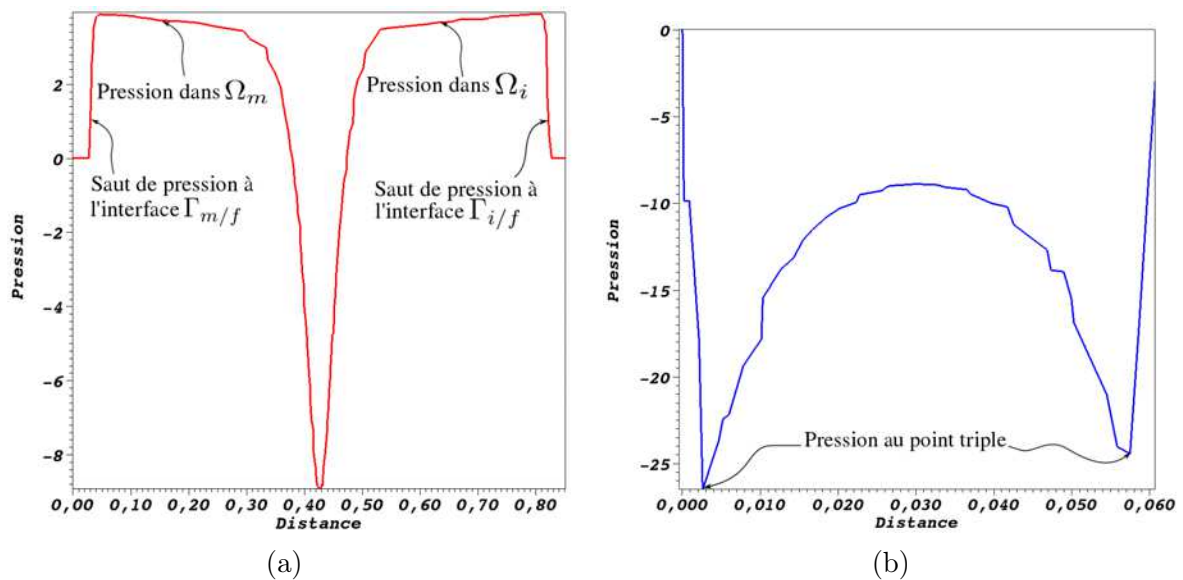 Pression dans Ω_m
Pression dans Ω_i
Saut de pression à
l'interface Γ_{m/f}
Saut de pression à
l'interface Γ_{i/f}
Pression
2
0
-2
-4
-6
-8
0,00 0,10 0,20 0,30 0,40 0,50 0,60 0,70 0,80
Distance
(a)
Pression
0
-5
-10
-15
-20
-25
Pression au point triple
0,000 0,010 0,020 0,030 0,040 0,050 0,060
Distance
(b)